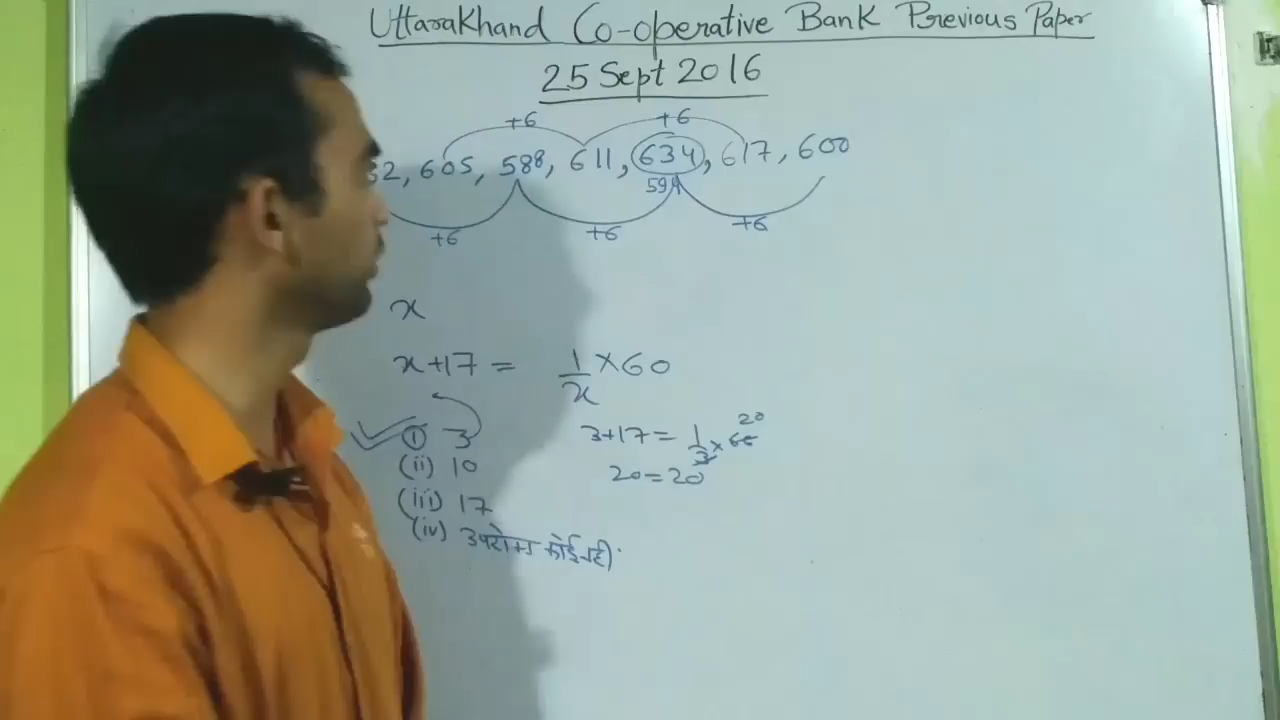 Uttarakhand Co-operative Bank Previous Paper
25 Sept 2016
+6 +6
82, 605, 588, 611, 634, 617, 600
594
+6 +6 +6
x
x+17 = 1/x × 60
(i) 3
3+17 = 1/3 × 60 20
(ii) 10
20=20
(iii) 17
(iv) उपरोक्त कोई नहीं